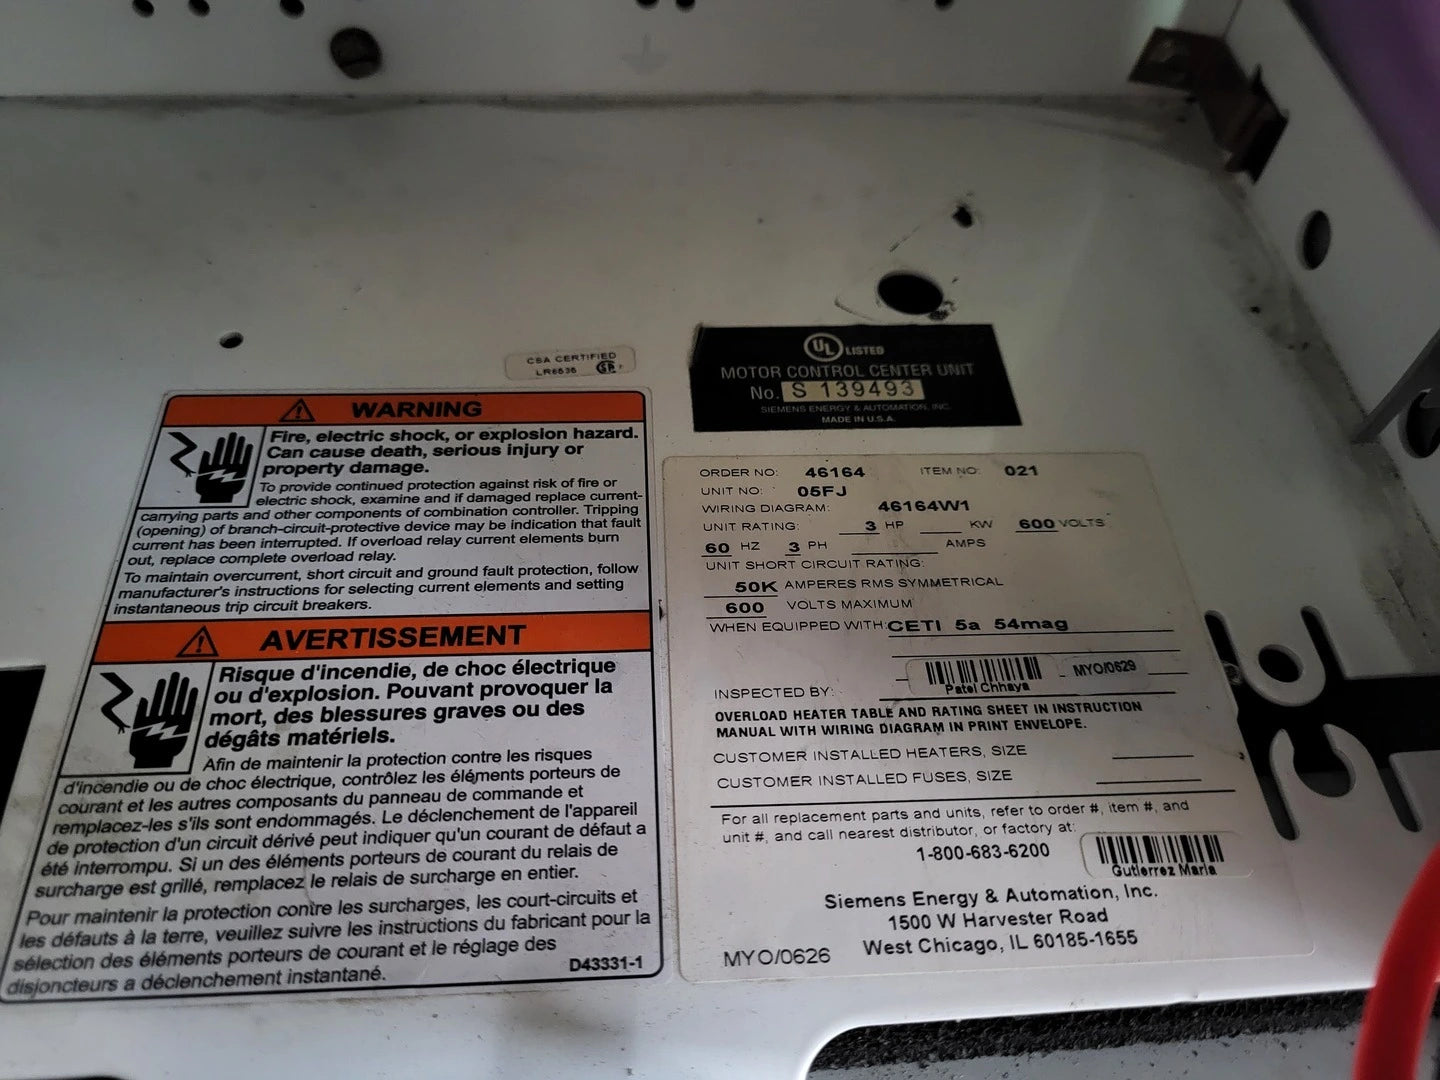 CSA CERTIFIED
LR6536
WARNING
Fire, electric shock, or explosion hazard.
Can cause death, serious injury or
property damage.
To provide continued protection against risk of fire or
electric shock, examine and if damaged replace current-
carrying parts and other components of combination controller. Tripping
(opening) of branch-circuit-protective device may be indication that fault
current has been interrupted. If overload relay current elements burn
out, replace complete overload relay.
To maintain overcurrent, short circuit and ground fault protection, follow
manufacturer's instructions for selecting current elements and setting
instantaneous trip circuit breakers.
AVERTISSEMENT
Risque d'incendie, de choc électrique
ou d'explosion. Pouvant provoquer la
mort, des blessures graves ou des
dégâts matériels.
Afin de maintenir la protection contre les risques
d'incendie ou de choc électrique, contrôlez les éléments porteurs de
courant et les autres composants du panneau de commande et
remplacez-les s'ils sont endommagés. Le déclenchement de l'appareil
de protection d'un circuit dérivé peut indiquer qu'un courant de défaut a
été interrompu. Si un des éléments porteurs de courant du relais de
surcharge est grillé, remplacez le relais de surcharge en entier.
Pour maintenir la protection contre les surcharges, les court-circuits et
les défauts à la terre, veuillez suivre les instructions du fabricant pour la
sélection des éléments porteurs de courant et le réglage des
disjoncteurs a déclenchement instantané.
D43331-1
UL LISTED
MOTOR CONTROL CENTER UNIT
No. S 139493
SIEMENS ENERGY & AUTOMATION, INC.
MADE IN U.S.A.
ORDER NO: 46164 ITEM NO: 021
UNIT NO: 05FJ
WIRING DIAGRAM: 46164W1
UNIT RATING: 3 HP KW 600 VOLTS
60 HZ 3 PH AMPS
UNIT SHORT CIRCUIT RATING:
50K AMPERES RMS SYMMETRICAL
600 VOLTS MAXIMUM
WHEN EQUIPPED WITH: CETI 5a 54mag
INSPECTED BY: Patel Chhaya MYO/0629
OVERLOAD HEATER TABLE AND RATING SHEET IN INSTRUCTION
MANUAL WITH WIRING DIAGRAM IN PRINT ENVELOPE.
CUSTOMER INSTALLED HEATERS, SIZE
CUSTOMER INSTALLED FUSES, SIZE
For all replacement parts and units, refer to order #, item #, and
unit #, and call nearest distributor, or factory at:
1-800-683-6200
Gutierrez Maria
Siemens Energy & Automation, Inc.
1500 W Harvester Road
West Chicago, IL 60185-1655
MYO/0626